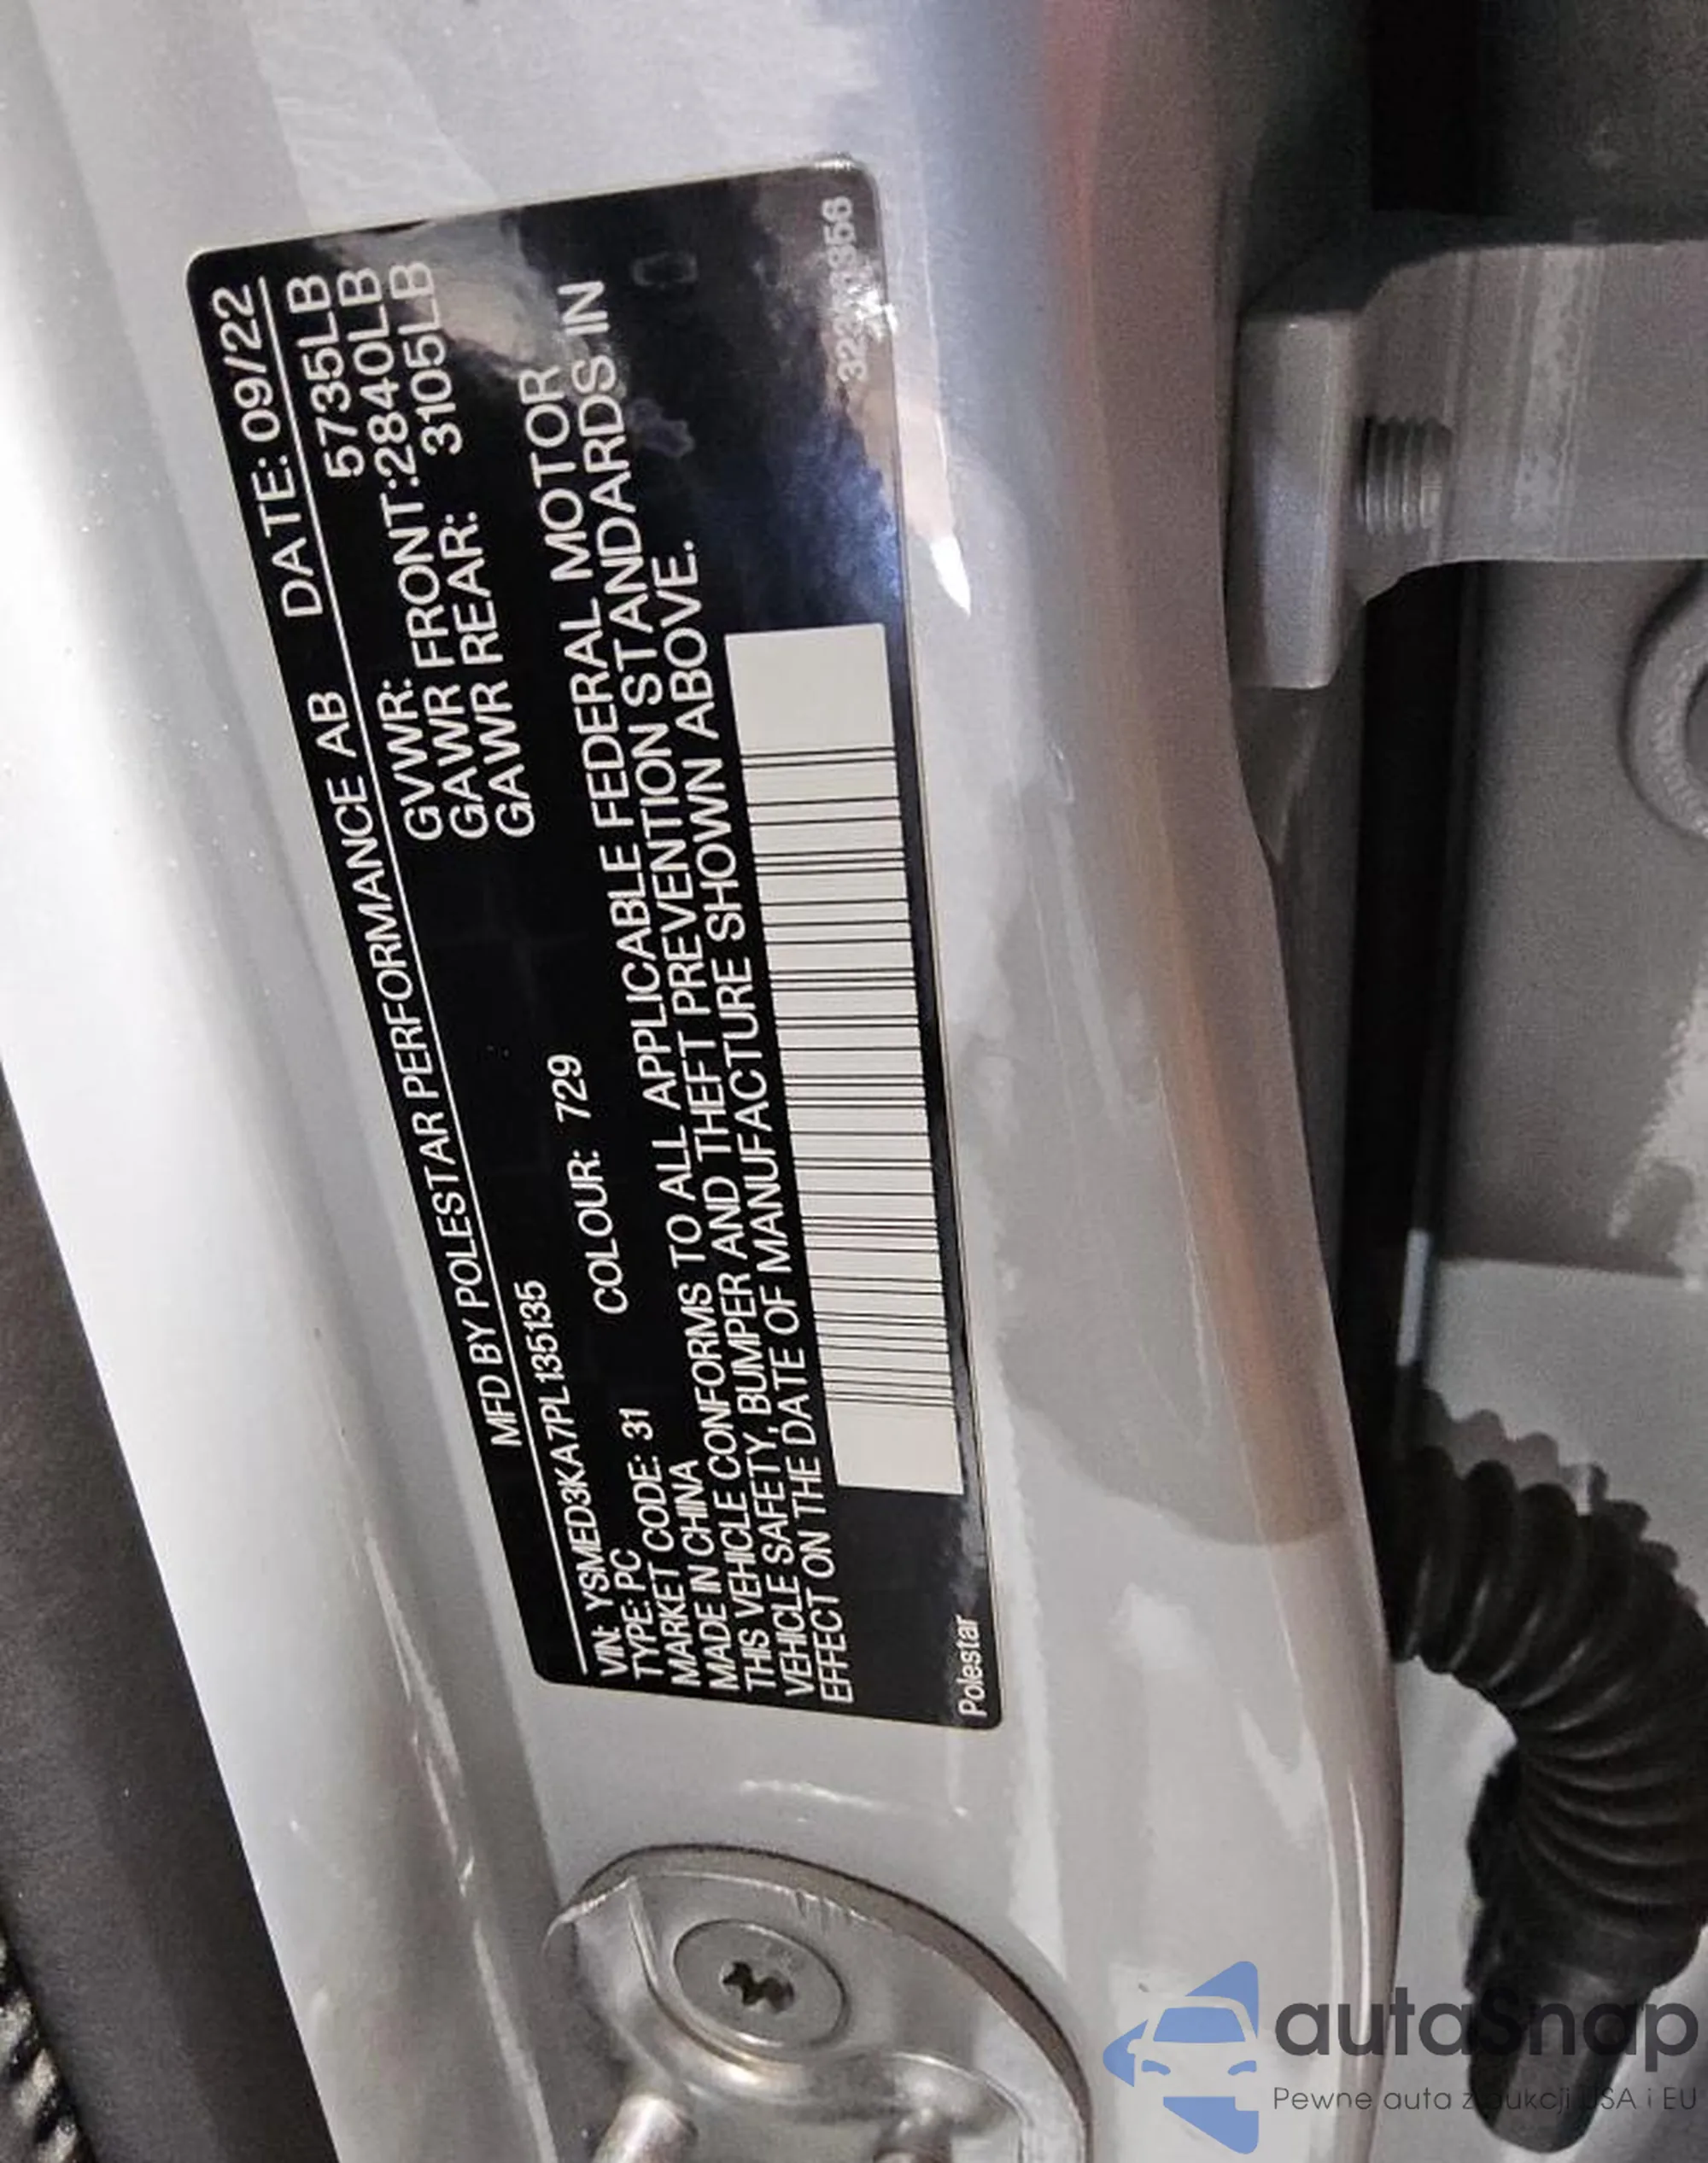 MFD BY POLESTAR PERFORMANCE AB DATE: 09/22
GVWR: 5735LB
GAWR FRONT:2840LB
GAWR REAR: 3105LB
VIN: YSMED3KA7PL135135
TYPE: PC
MARKET CODE: 31 COLOUR: 729
MADE IN CHINA
THIS VEHICLE CONFORMS TO ALL APPLICABLE FEDERAL MOTOR
VEHICLE SAFETY, BUMPER AND THEFT PREVENTION STANDARDS IN
EFFECT ON THE DATE OF MANUFACTURE SHOWN ABOVE.
Polestar
autaSnap
Pewne auta z aukcji USA i EU